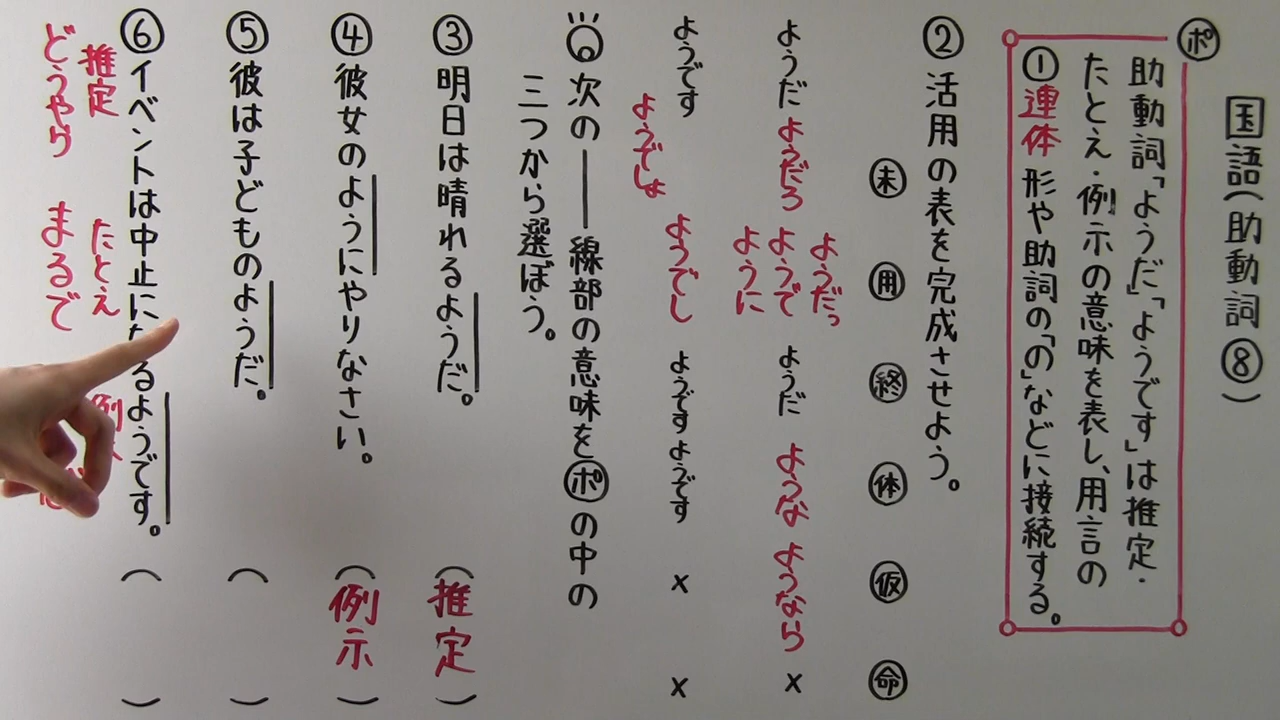 国語(助動詞⑧)
ポ
助動詞「ようだ」「ようです」は推定・
たとえ・例示の意味を表し、用言の
①連体形や助詞の「の」などに接続する。
②活用の表を完成させよう。
未 用 終 体 仮 命
ようだ ようだろ ようだっ ようで ように ようだ ような ようなら ×
ようです ようでしょ ようでし ようです ようです × ×
次の──線部の意味をポの中の
三つから選ぼう。
③明日は晴れるようだ。(推定)
④彼女のようにやりなさい。(例示)
⑤彼は子どものようだ。( )
⑥イベントは中止になるようです。( )
推定 たとえ 例
どうやら まるで